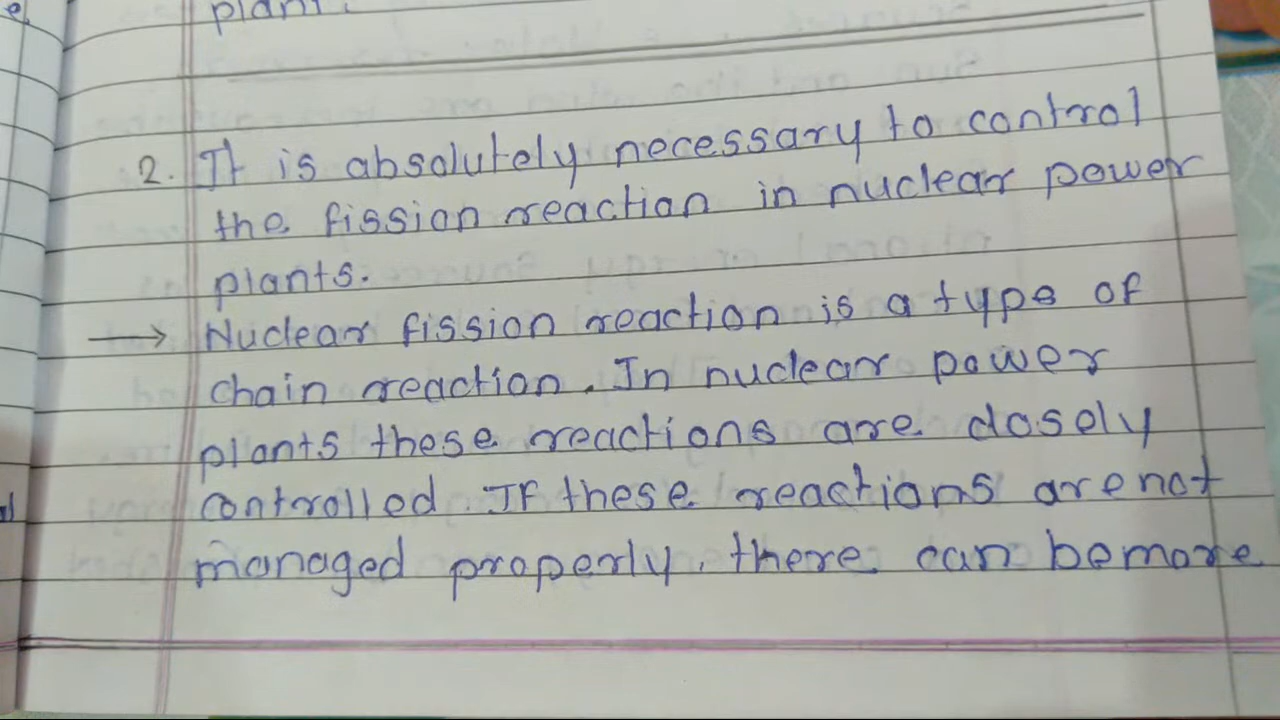 plant.
2. It is absolutely necessary to control
the fission reaction in nuclear power
plants.
→ Nuclear fission reaction is a type of
chain reaction. In nuclear power
plants these reactions are closely
controlled. If these reactions are not
managed properly, there can be more